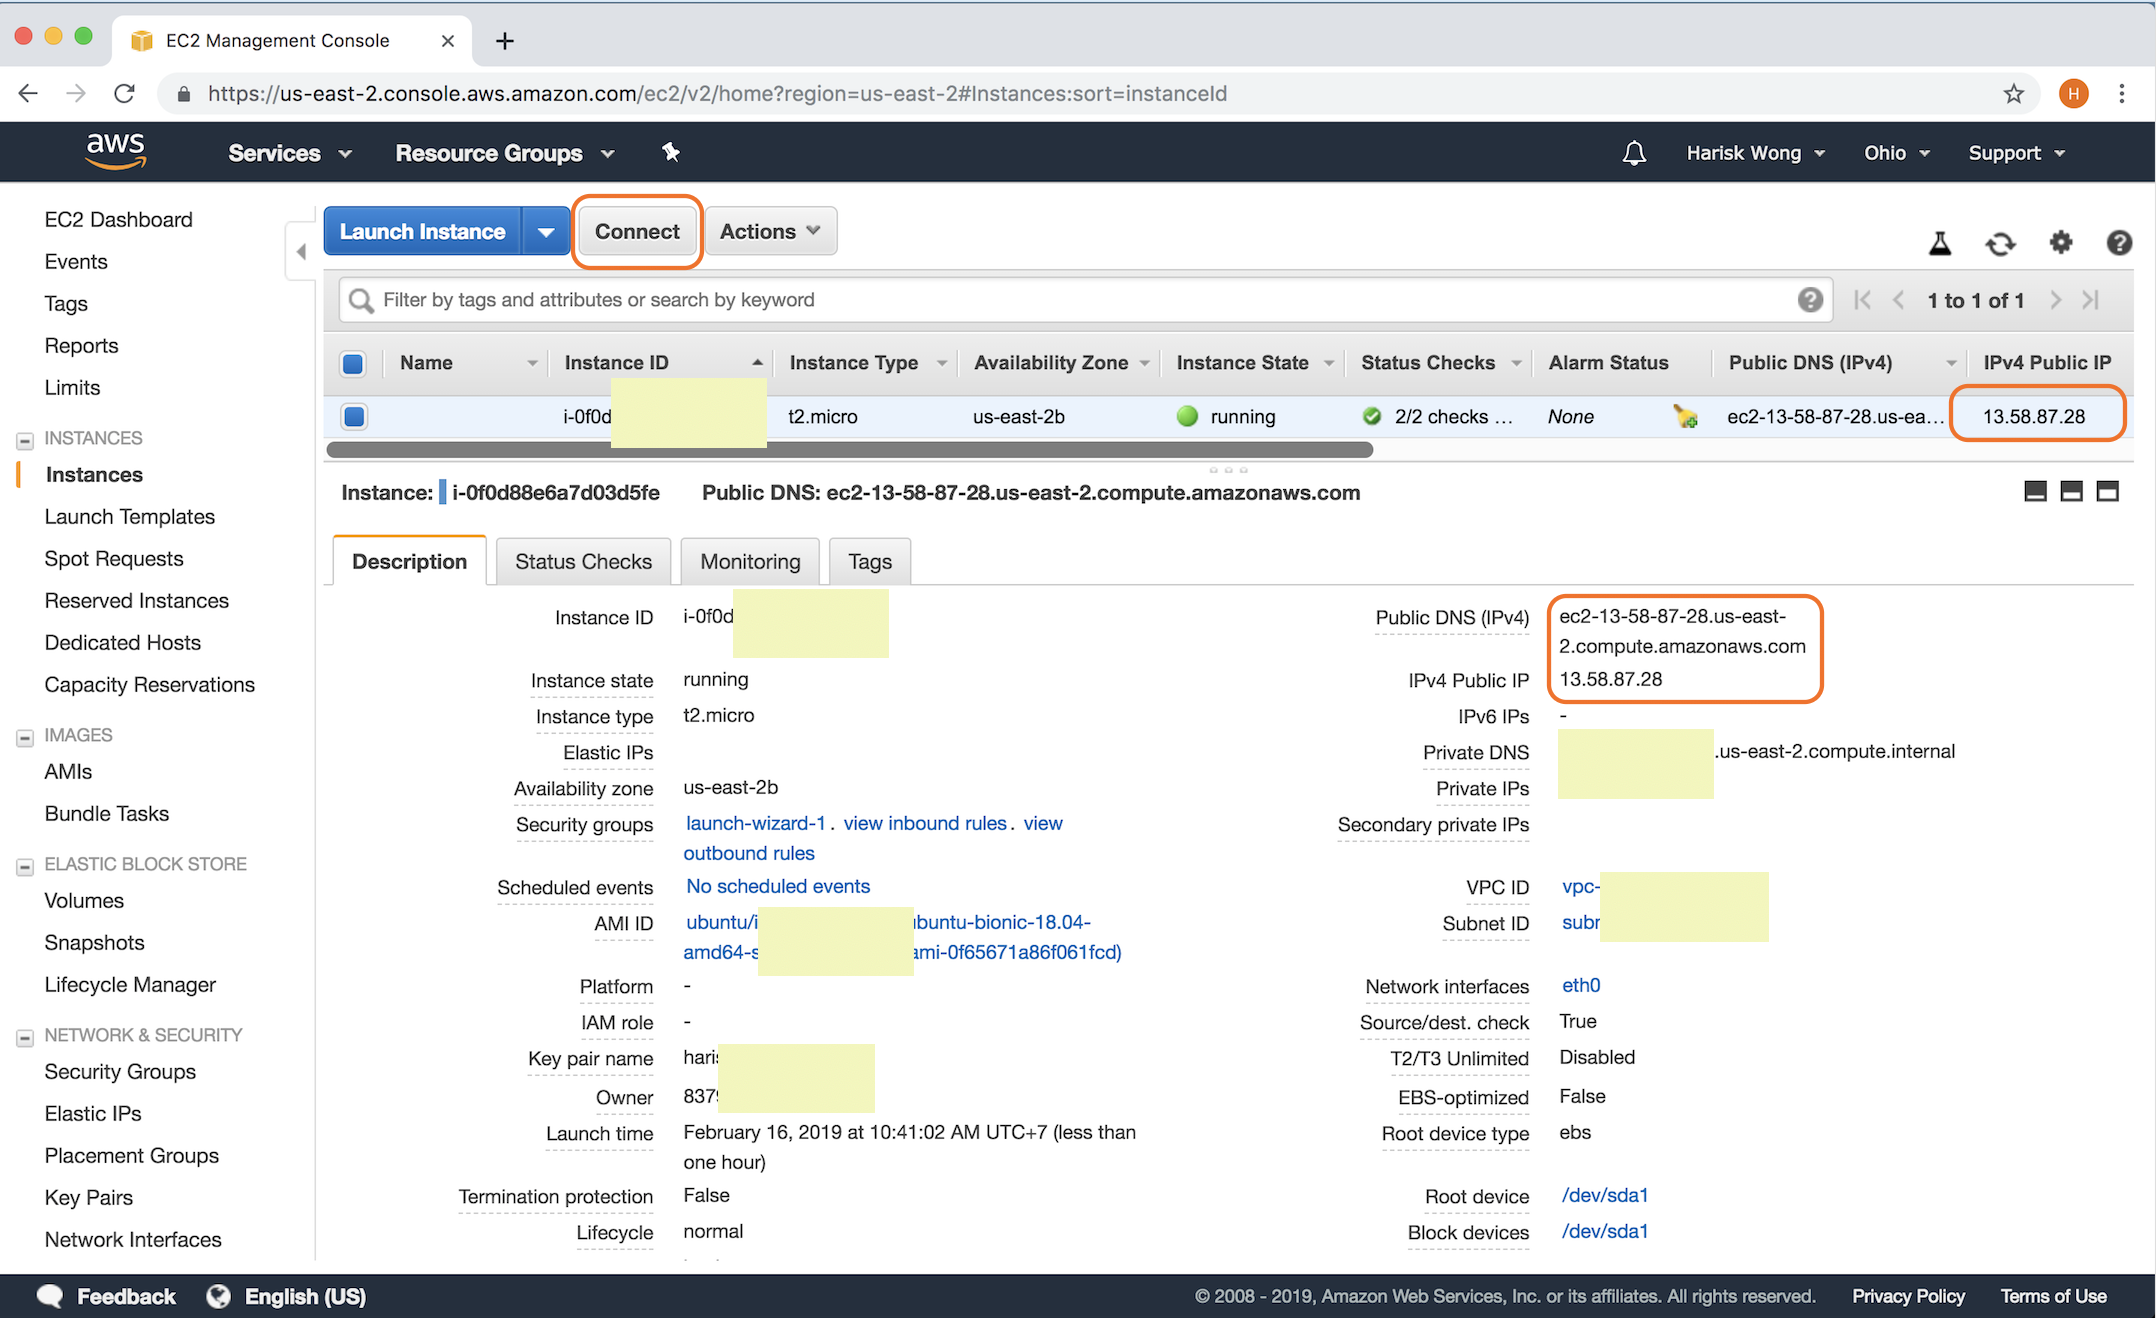 EC2 Management Console
https://us-east-2.console.aws.amazon.com/ec2/v2/home?region=us-east-2#Instances:sort=instanceId
H
aws
Services
Resource Groups
Harisk Wong
Ohio
Support
EC2 Dashboard
Events
Tags
Reports
Limits
INSTANCES
Instances
Launch Templates
Spot Requests
Reserved Instances
Dedicated Hosts
Capacity Reservations
IMAGES
AMIs
Bundle Tasks
ELASTIC BLOCK STORE
Volumes
Snapshots
Lifecycle Manager
NETWORK & SECURITY
Security Groups
Elastic IPs
Placement Groups
Key Pairs
Network Interfaces
Launch Instance
Connect
Actions
Filter by tags and attributes or search by keyword
1 to 1 of 1
Name Instance ID Instance Type Availability Zone Instance State Status Checks Alarm Status Public DNS (IPv4) IPv4 Public IP
i-0f0d t2.micro us-east-2b running 2/2 checks ... None ec2-13-58-87-28.us-ea... 13.58.87.28
Instance: i-0f0d88e6a7d03d5fe Public DNS: ec2-13-58-87-28.us-east-2.compute.amazonaws.com
Description
Status Checks
Monitoring
Tags
Instance ID i-0f0d
Instance state running
Instance type t2.micro
Elastic IPs
Availability zone us-east-2b
Security groups launch-wizard-1. view inbound rules. view
outbound rules
Scheduled events No scheduled events
AMI ID ubuntu/i buntu-bionic-18.04-
amd64-s ami-0f65671a86f061fcd)
Platform -
IAM role -
Key pair name haris
Owner 837
Launch time February 16, 2019 at 10:41:02 AM UTC+7 (less than
one hour)
Termination protection False
Lifecycle normal
Public DNS (IPv4) ec2-13-58-87-28.us-east-
2.compute.amazonaws.com
IPv4 Public IP 13.58.87.28
IPv6 IPs -
Private DNS .us-east-2.compute.internal
Private IPs
Secondary private IPs
VPC ID vpc-
Subnet ID subn
Network interfaces eth0
Source/dest. check True
T2/T3 Unlimited Disabled
EBS-optimized False
Root device type ebs
Root device /dev/sda1
Block devices /dev/sda1
Feedback
English (US)
© 2008 - 2019, Amazon Web Services, Inc. or its affiliates. All rights reserved.
Privacy Policy
Terms of Use